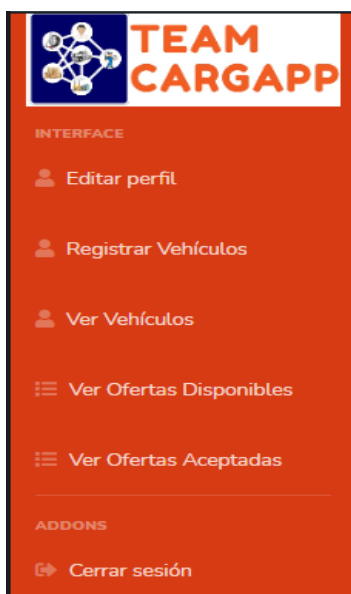 TEAM
CARGAPP
INTERFACE
Editar perfil
Registrar Vehículos
Ver Vehículos
Ver Ofertas Disponibles
Ver Ofertas Aceptadas
ADDONS
Cerrar sesión